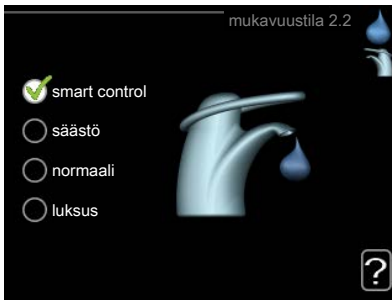 mukavuustila 2.2
smart control
säästö
normaali
luksus
?